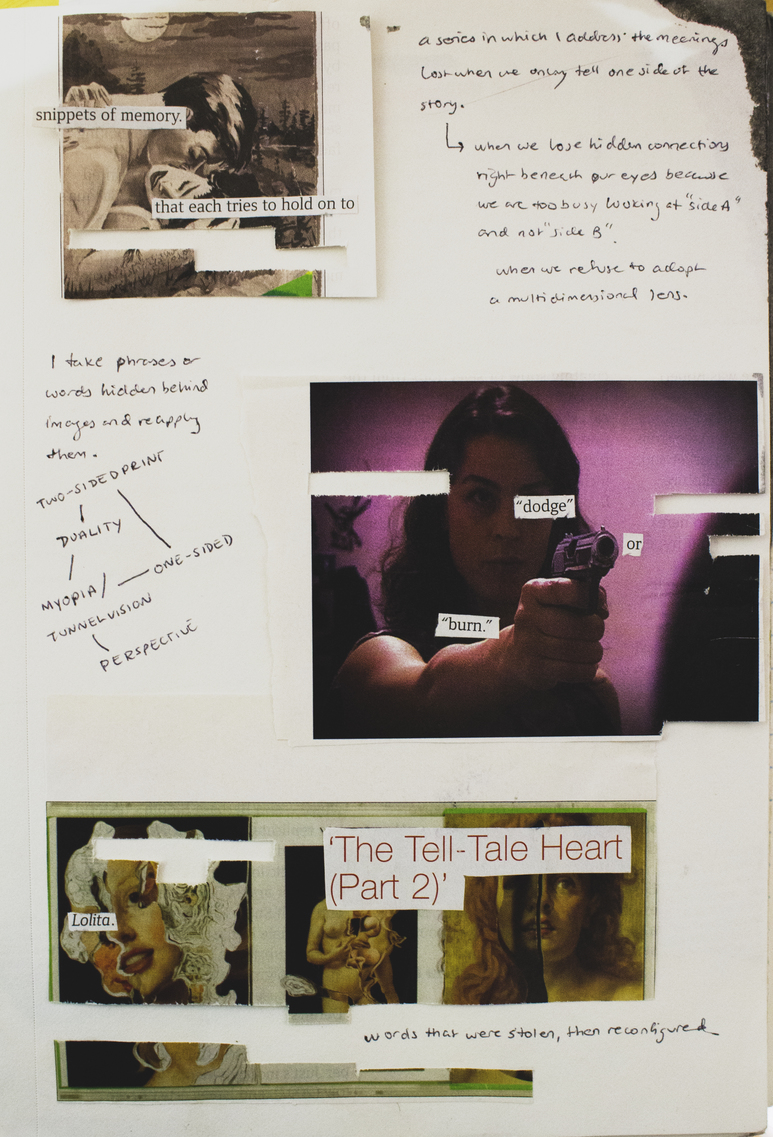 snippets of memory.
that each tries to hold on to
a series in which I address the meanings
lost when we only tell one side of the
story.
when we lose hidden connections
right beneath our eyes because
we are too busy looking at "side A"
and not "side B".
when we refuse to adopt
a multidimensional lens.
I take phrases or
words hidden behind
images and reapply
them.
TWO-SIDED PRINT
DUALITY
ONE-SIDED
MYOPIA/
TUNNEL VISION
PERSPECTIVE
"dodge"
or
"burn."
'The Tell-Tale Heart
(Part 2)'
Lolita.
words that were stolen, then reconfigured